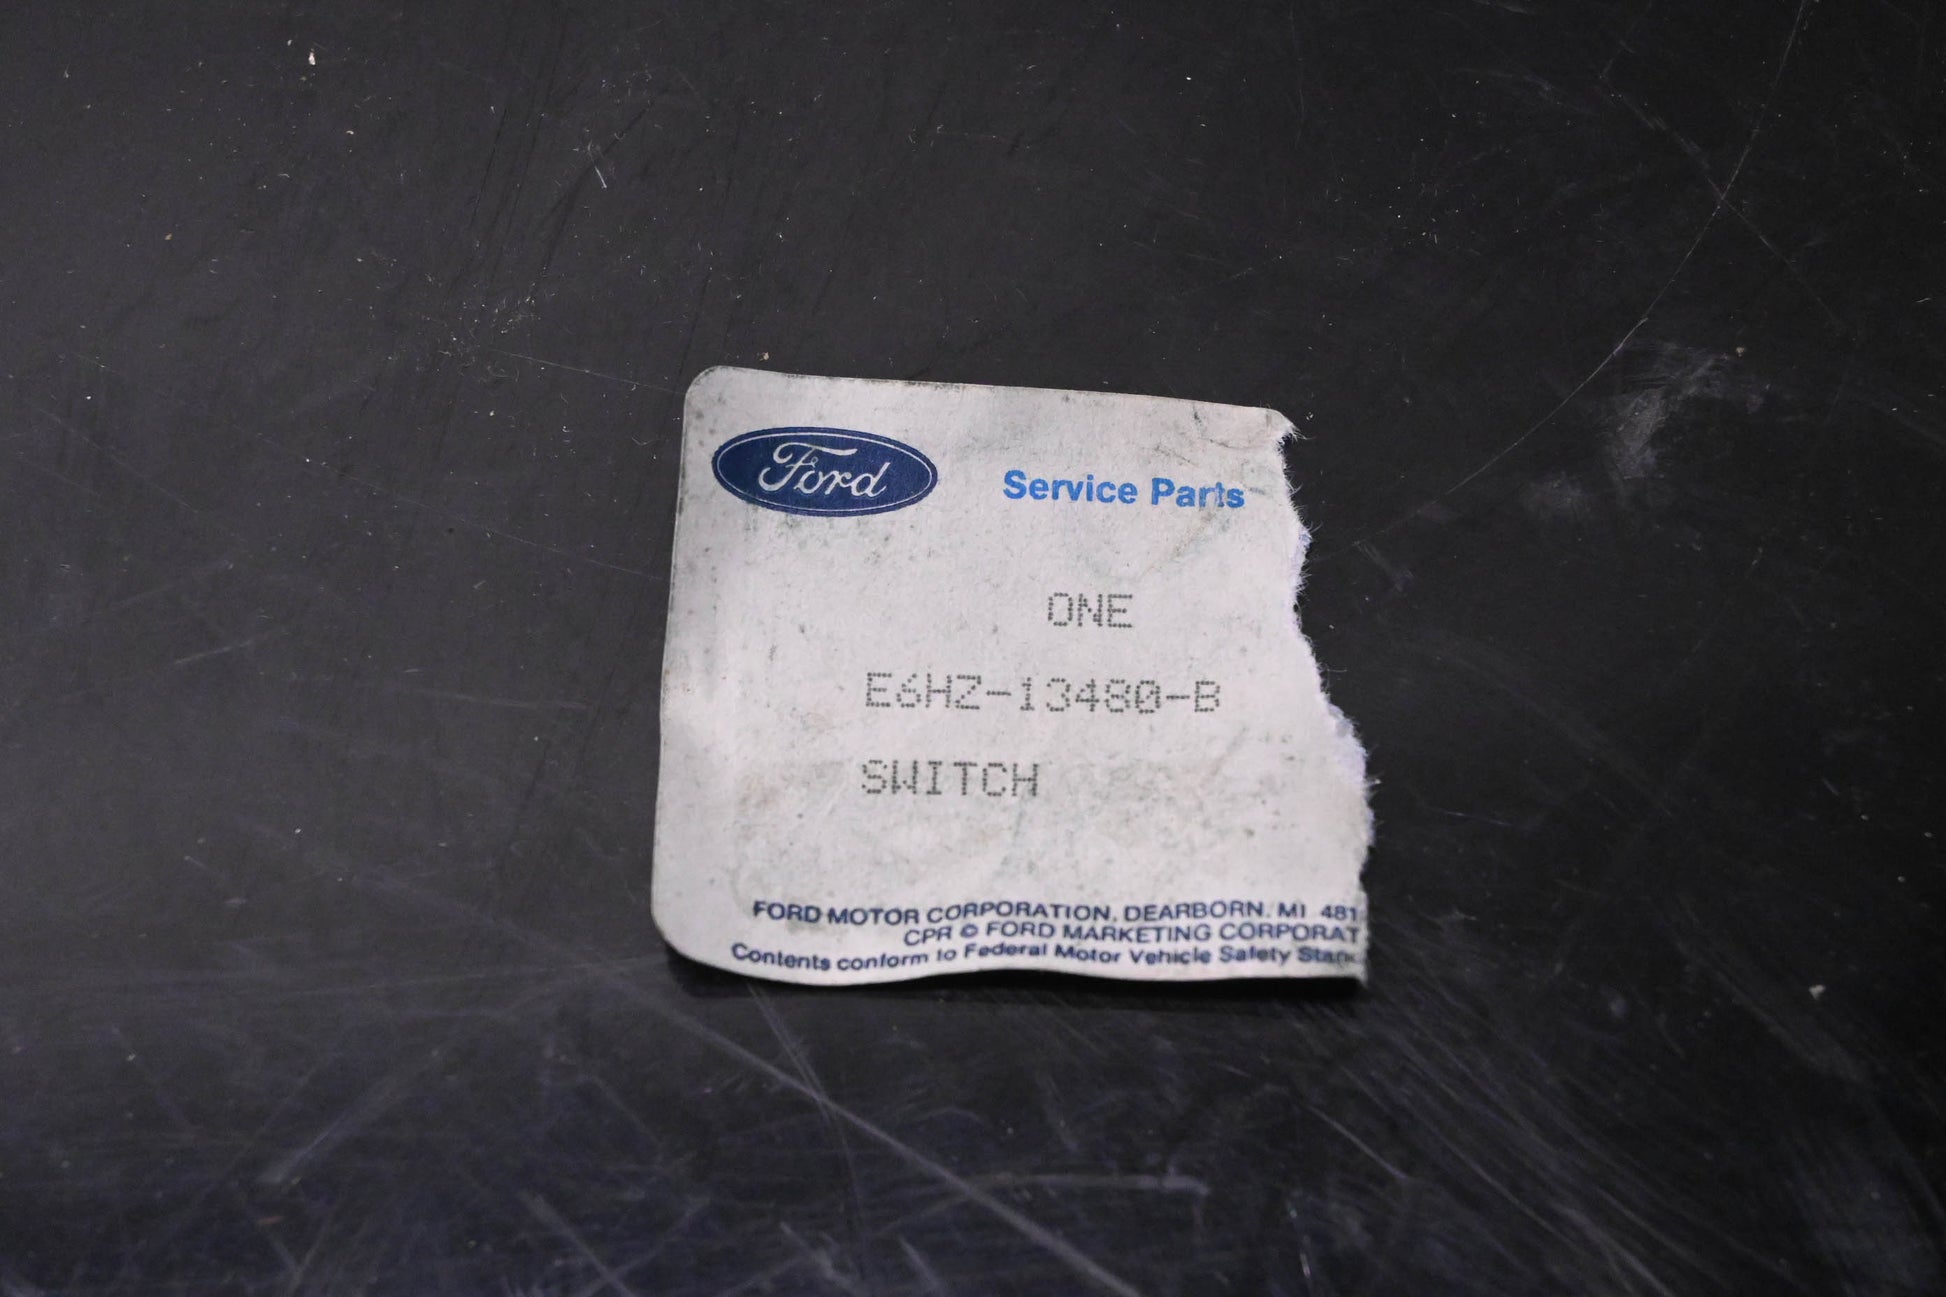 Ford
Service Parts
ONE
E6HZ-13480-B
SWITCH
FORD MOTOR CORPORATION, DEARBORN, MI 481
CPR © FORD MARKETING CORPORAT
Contents conform to Federal Motor Vehicle Safety Stan